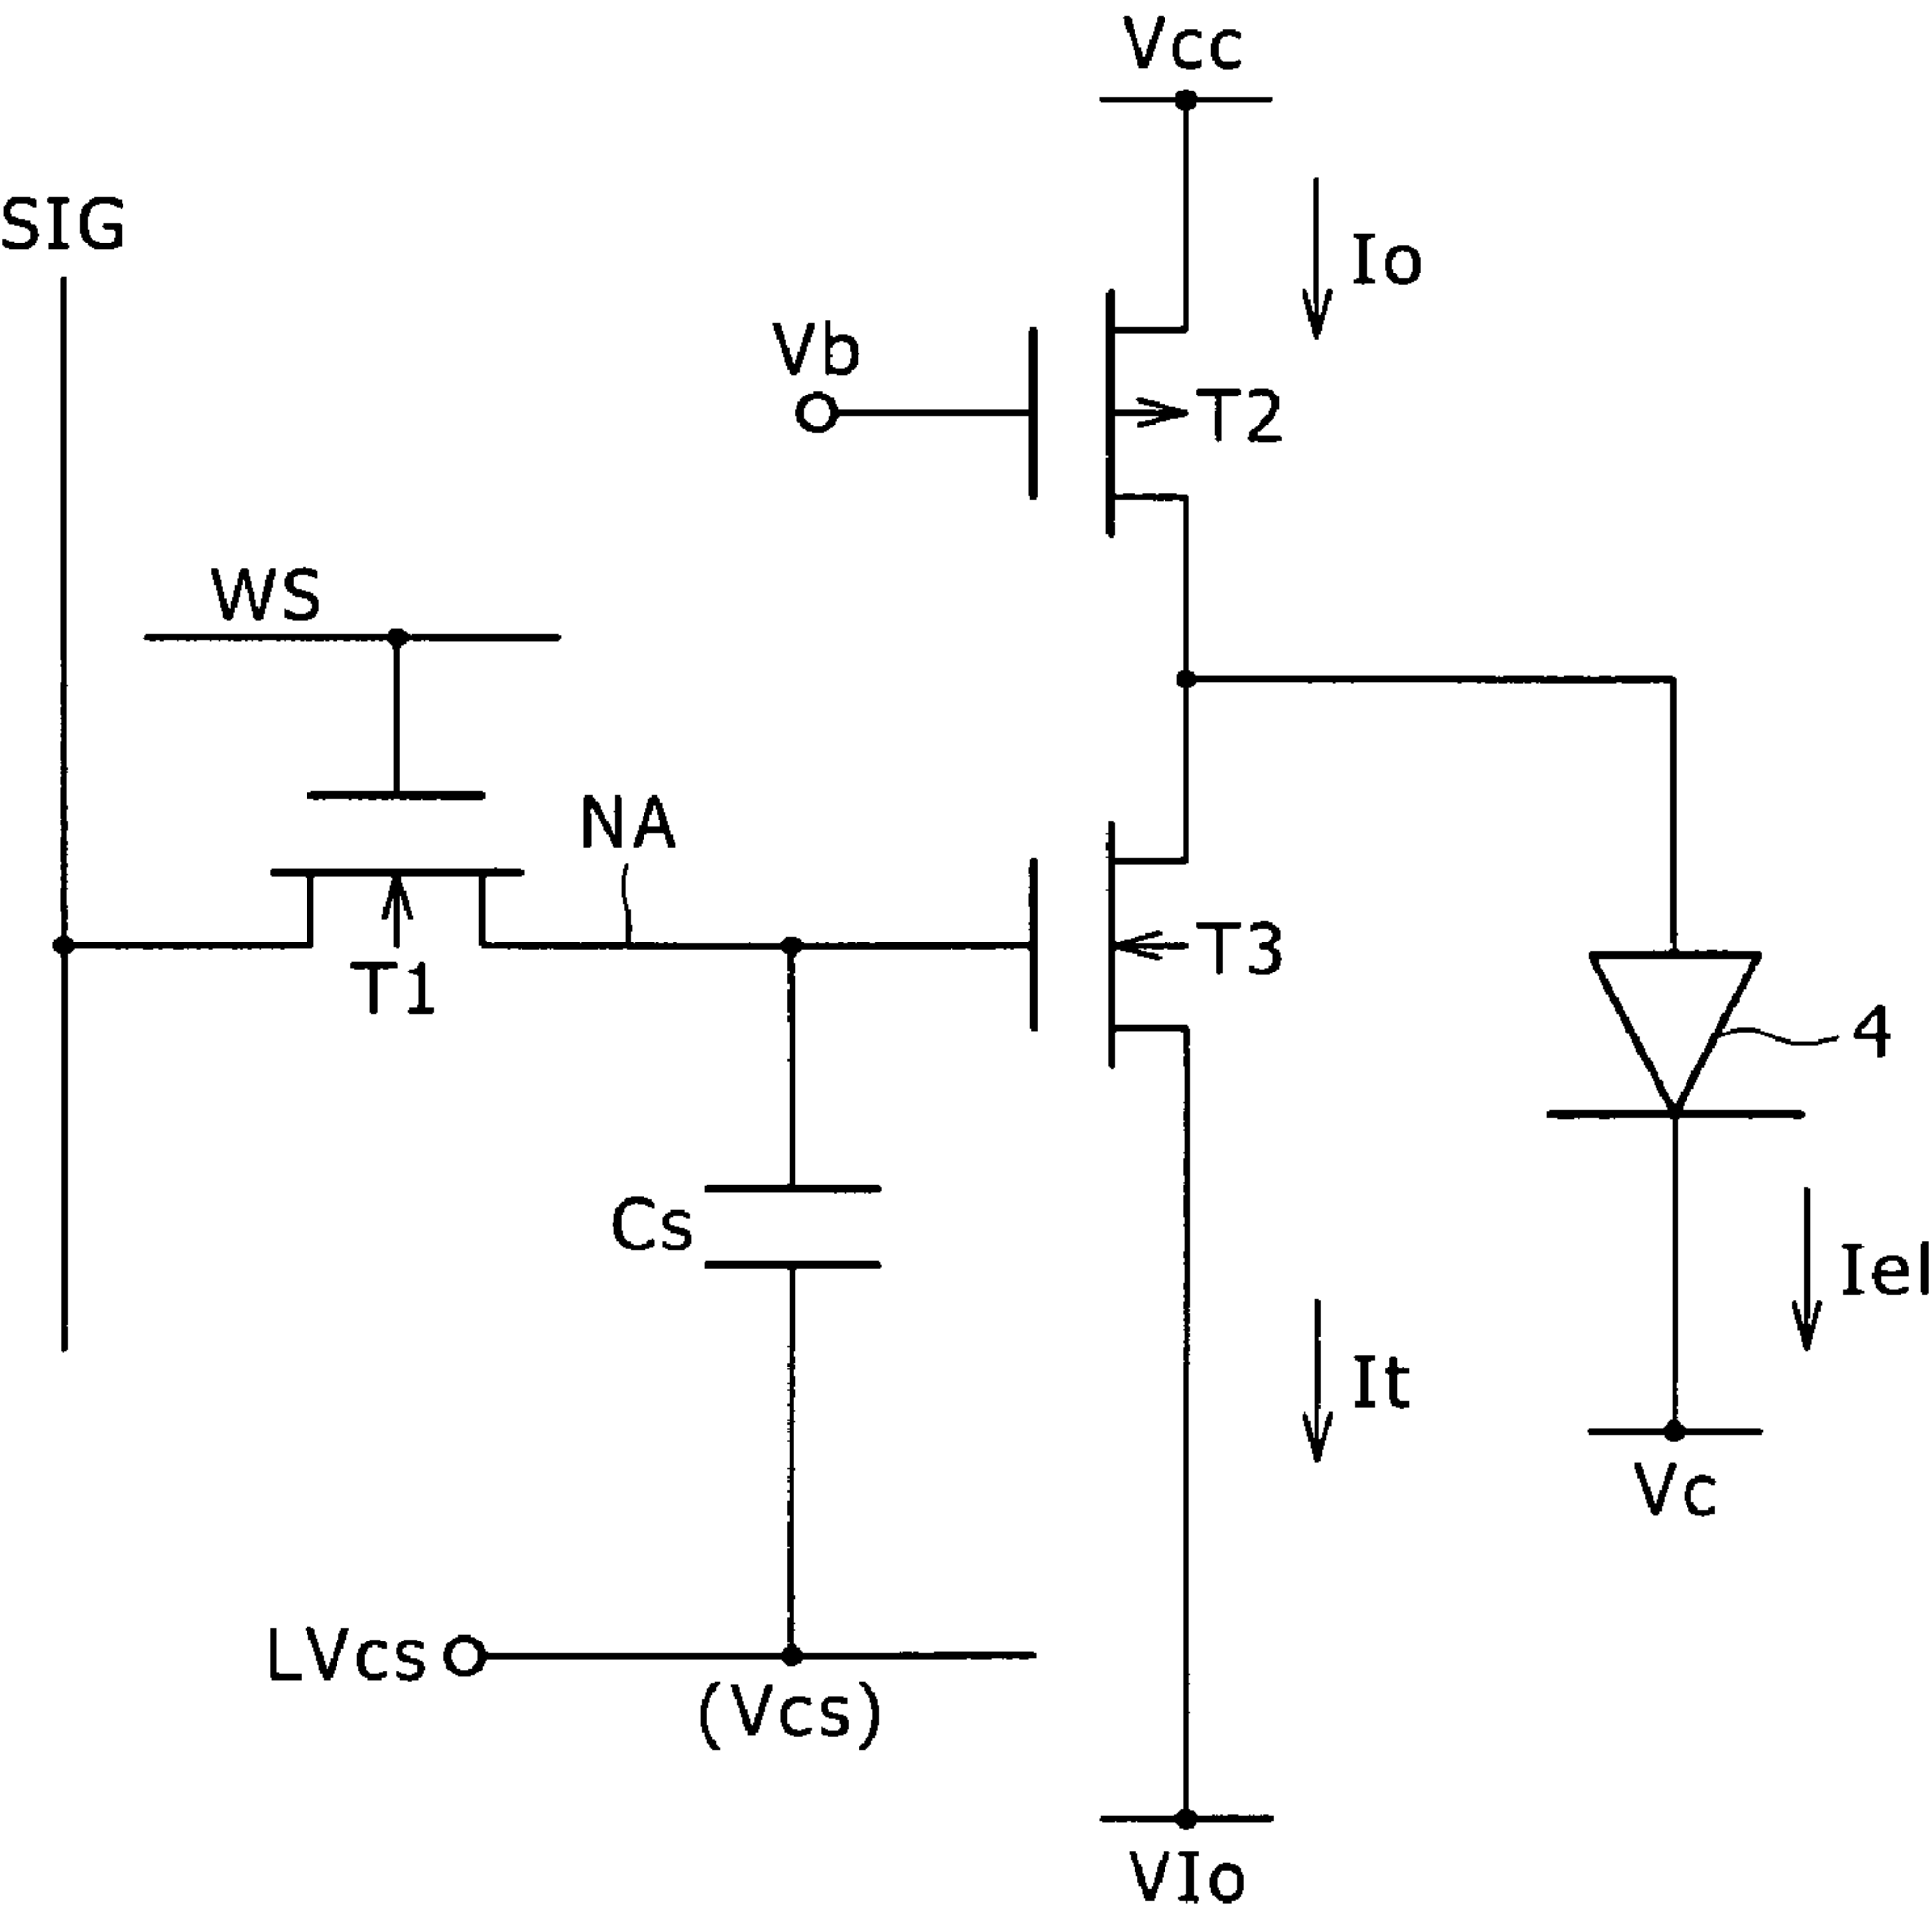 Vcc
SIG
Io
Vb
T2
WS
NA
T3
T1
4
Cs
Iel
It
Vc
LVcs
(Vcs)
VIo